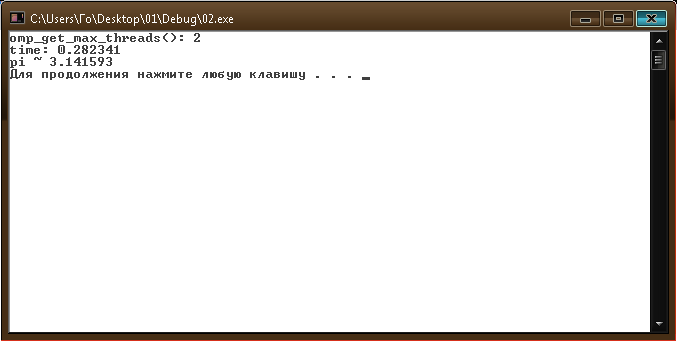 C:\Users\Го\Desktop\01\Debug\02.exe
omp_get_max_threads(): 2
time: 0.282341
pi ~ 3.141593
Для продолжения нажмите любую клавишу . . . _